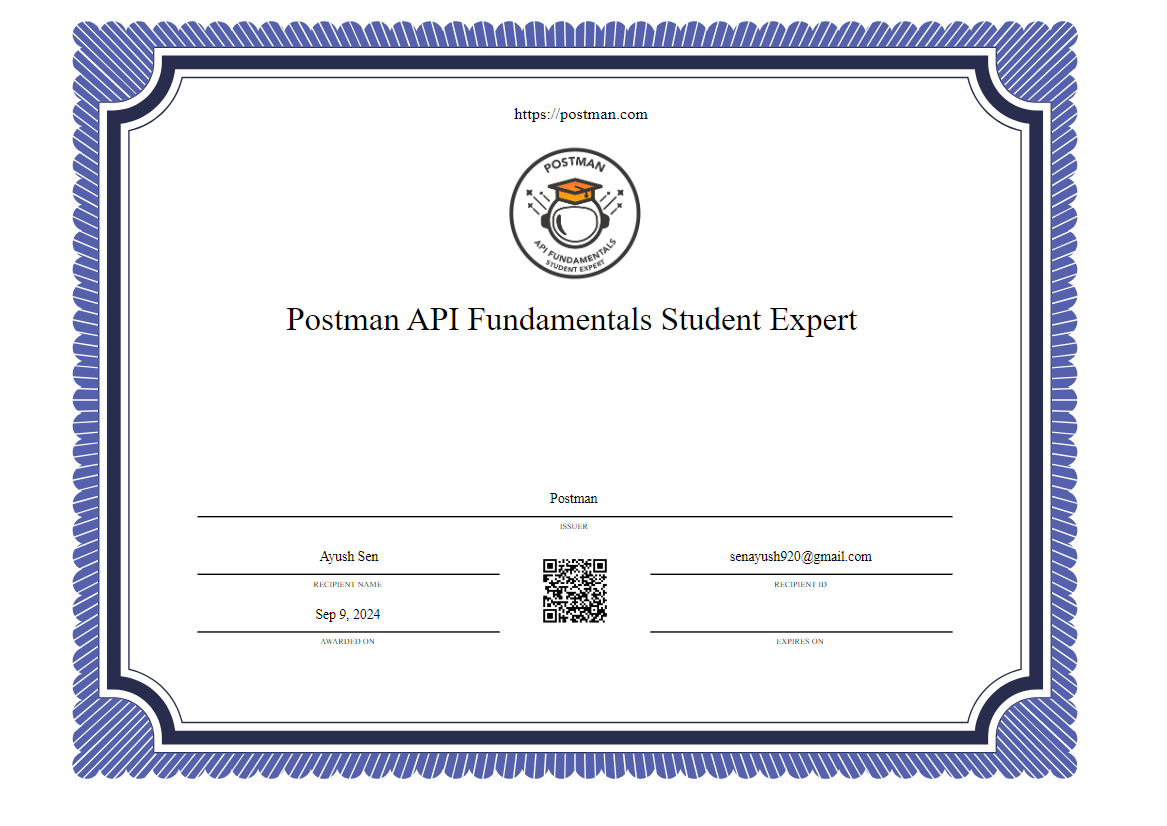 https://postman.com
POSTMAN
API FUNDAMENTALS
STUDENT EXPERT
Postman API Fundamentals Student Expert
Postman
ISSUER
Ayush Sen
RECIPIENT NAME
senayush920@gmail.com
RECIPIENT ID
Sep 9, 2024
AWARDED ON
EXPIRES ON